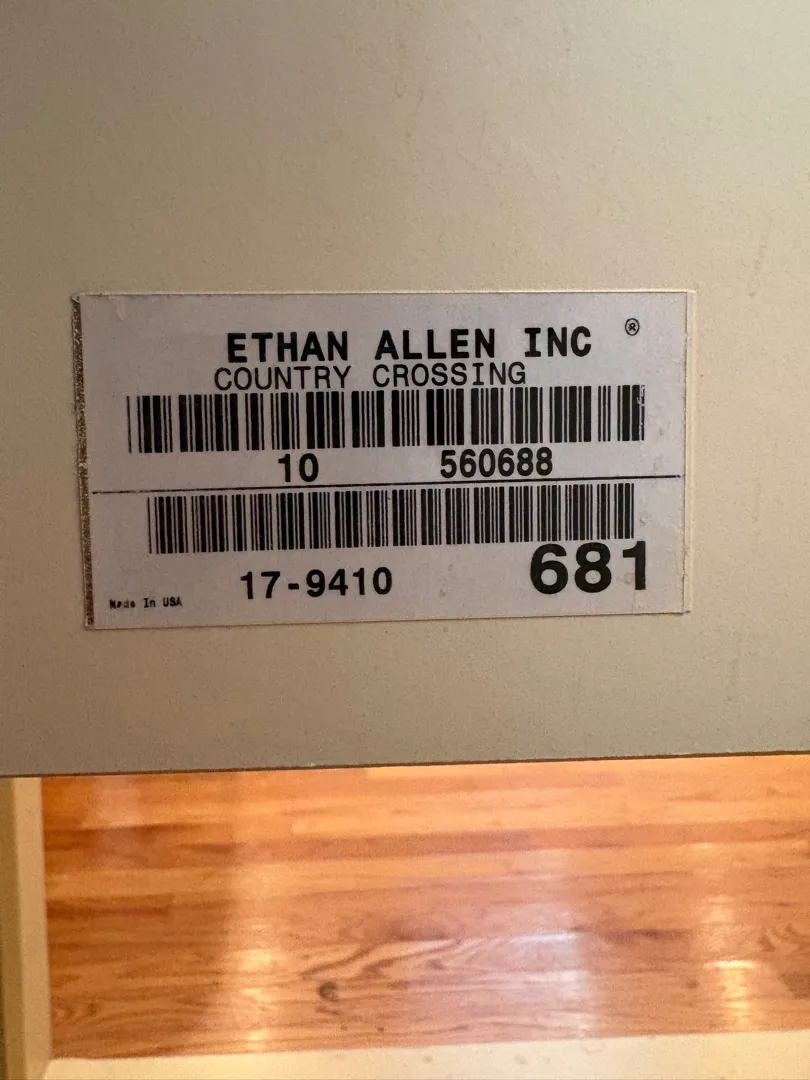 ETHAN ALLEN INC ®
COUNTRY CROSSING
10 560688
17-9410 681
Made In USA